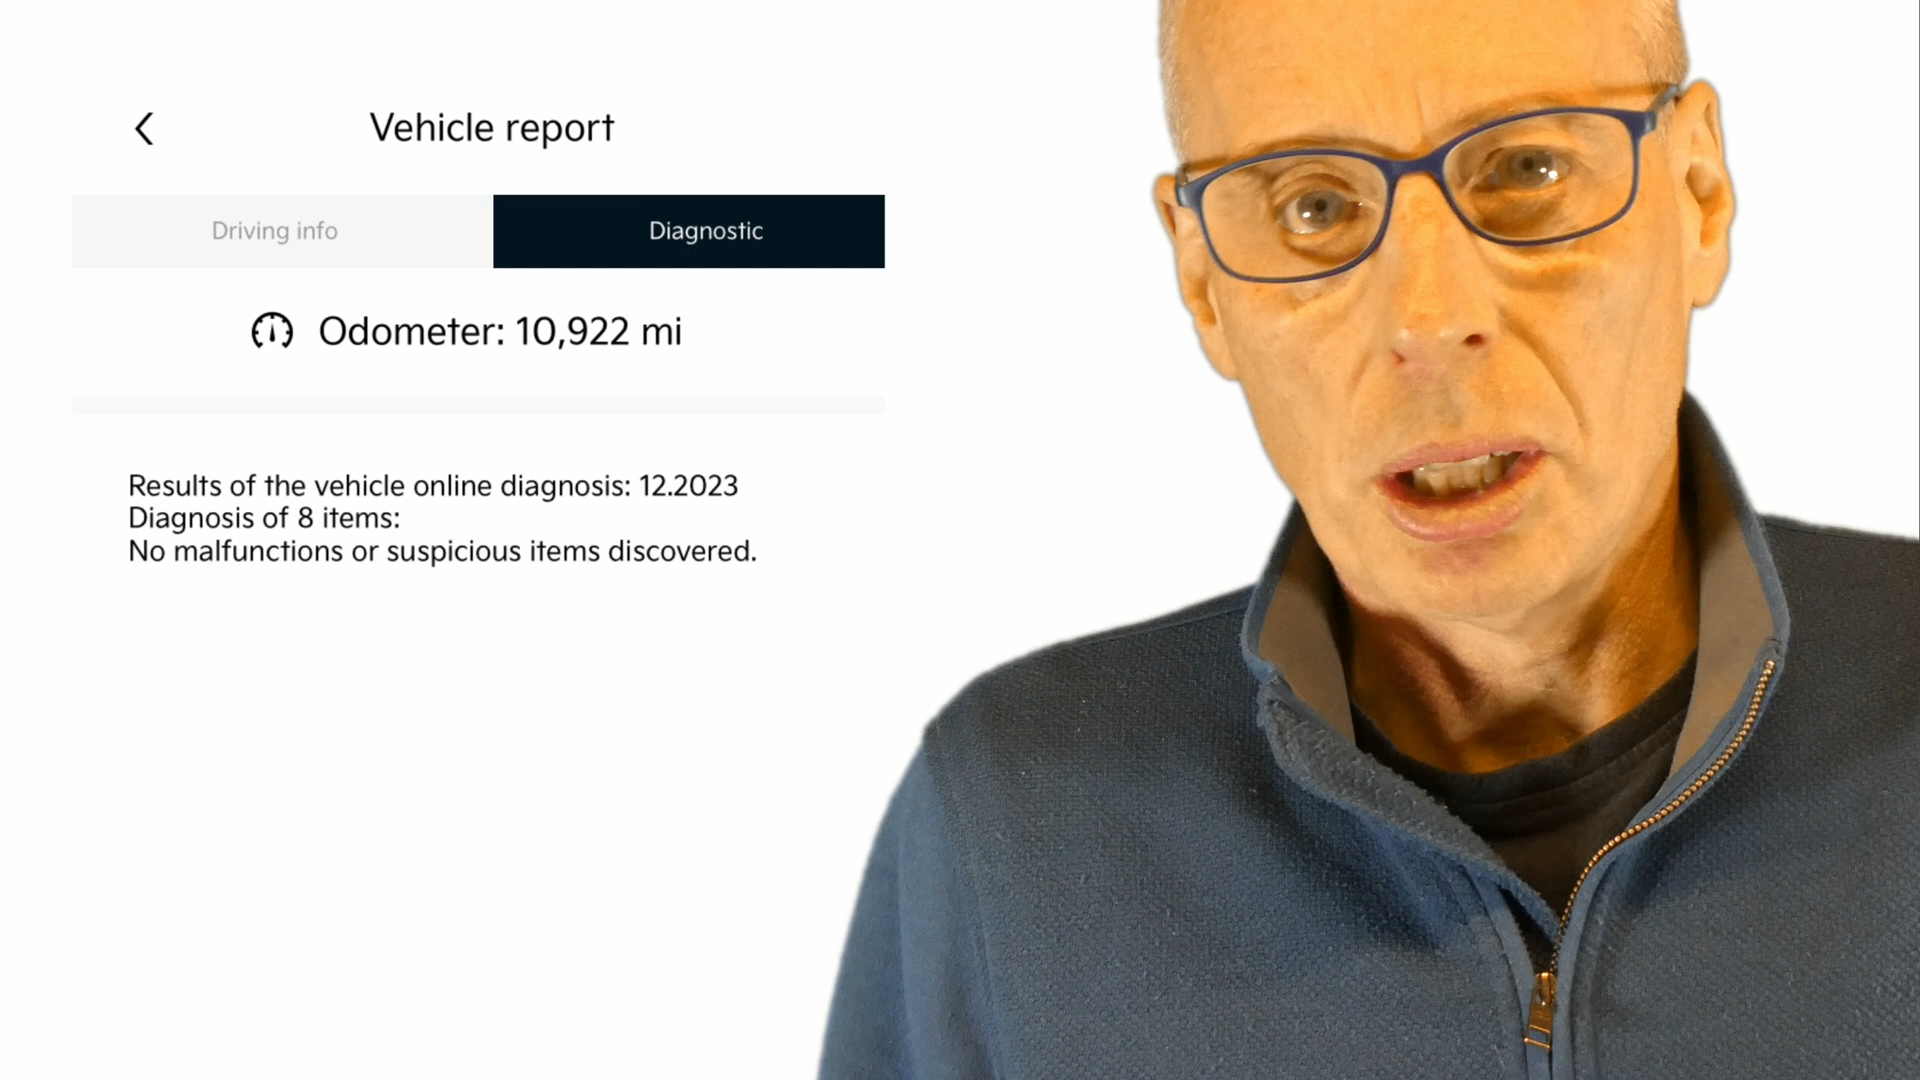 Vehicle report
Driving info
Diagnostic
Odometer: 10,922 mi
Results of the vehicle online diagnosis: 12.2023
Diagnosis of 8 items:
No malfunctions or suspicious items discovered.